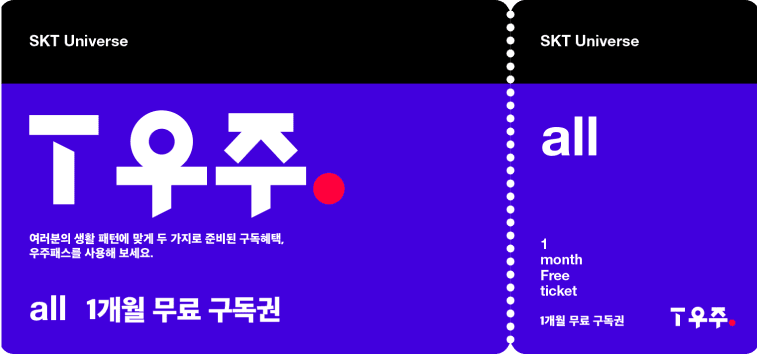 SKT Universe
T 우주.
여러분의 생활 패턴에 맞게 두 가지로 준비된 구독혜택,
우주패스를 사용해 보세요.
all 1개월 무료 구독권
SKT Universe
all
1
month
Free
ticket
1개월 무료 구독권
T 우주.